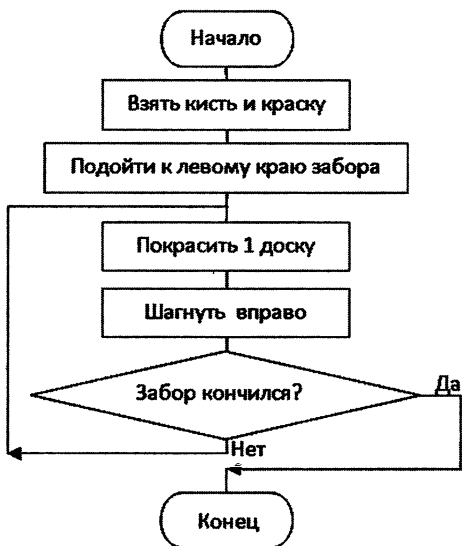 Начало
Взять кисть и краску
Подойти к левому краю забора
Покрасить 1 доску
Шагнуть вправо
Забор кончился?
Да
Нет
Конец